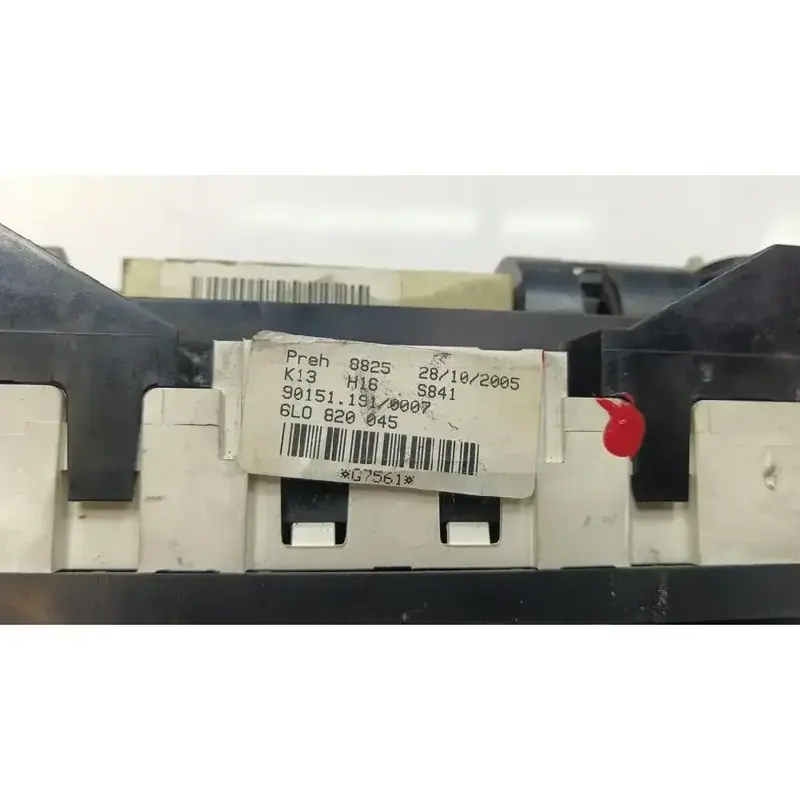 Preh 8825 28/10/2005
K13 H16 S841
90151.191/0007
6L0 820 045
*G7561*